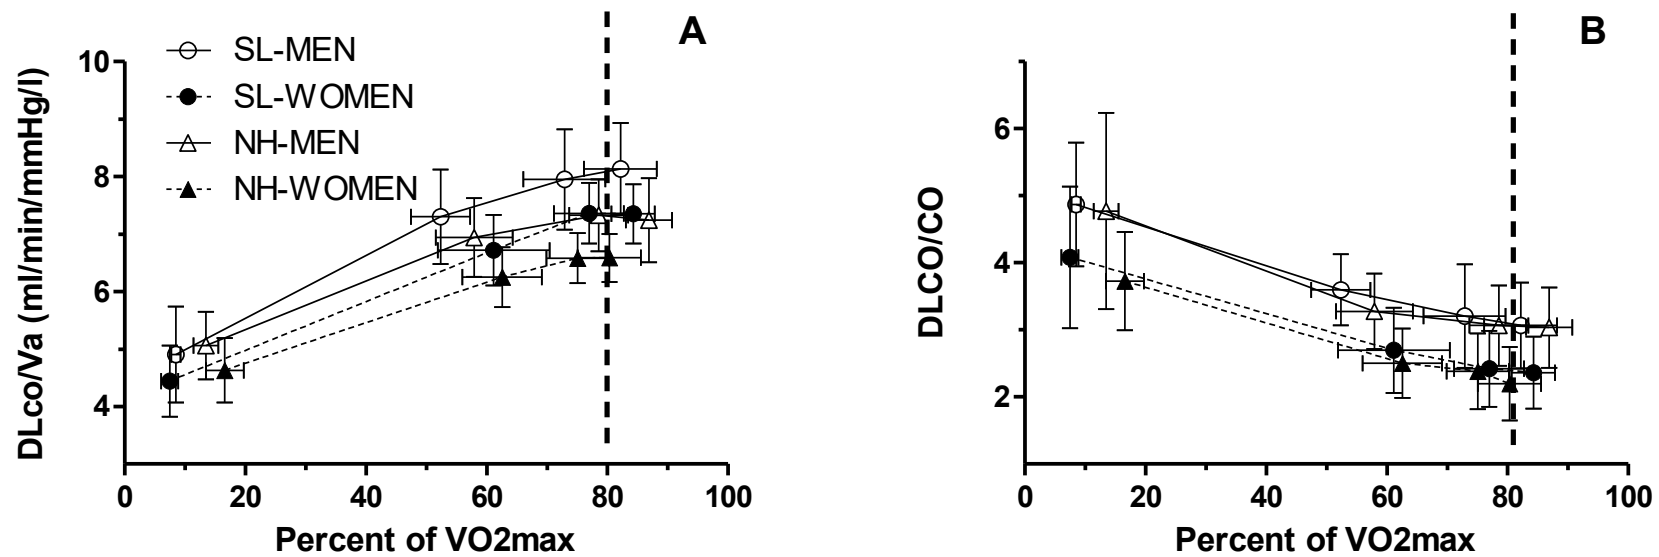 A
SL-MEN
SL-WOMEN
NH-MEN
NH-WOMEN
DLco/Va (ml/min/mmHg/l)
10
8
6
4
0 20 40 60 80 100
Percent of VO2max
B
DLCO/CO
6
4
2
0 20 40 60 80 100
Percent of VO2max